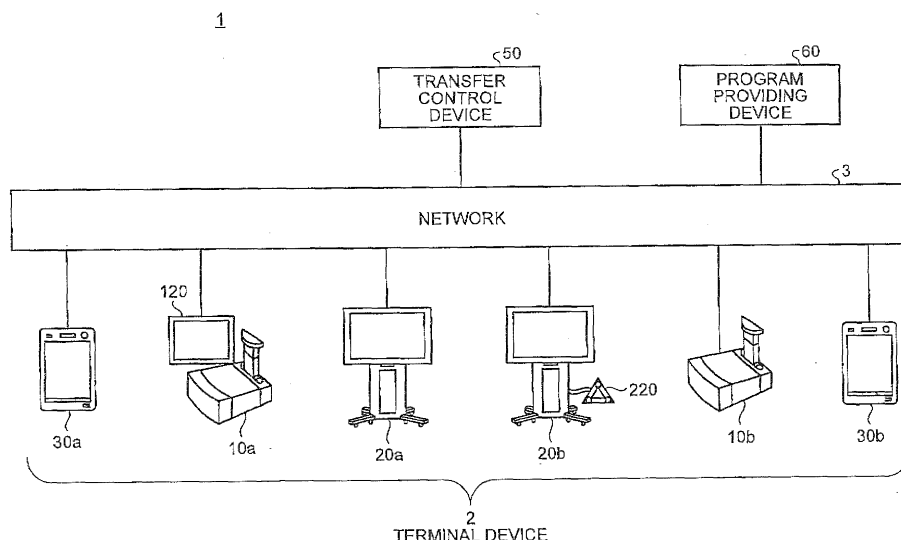 1
50
TRANSFER
CONTROL
DEVICE
60
PROGRAM
PROVIDING
DEVICE
3
NETWORK
120
220
30a
10a
20a
20b
10b
30b
2
TERMINAL DEVICE